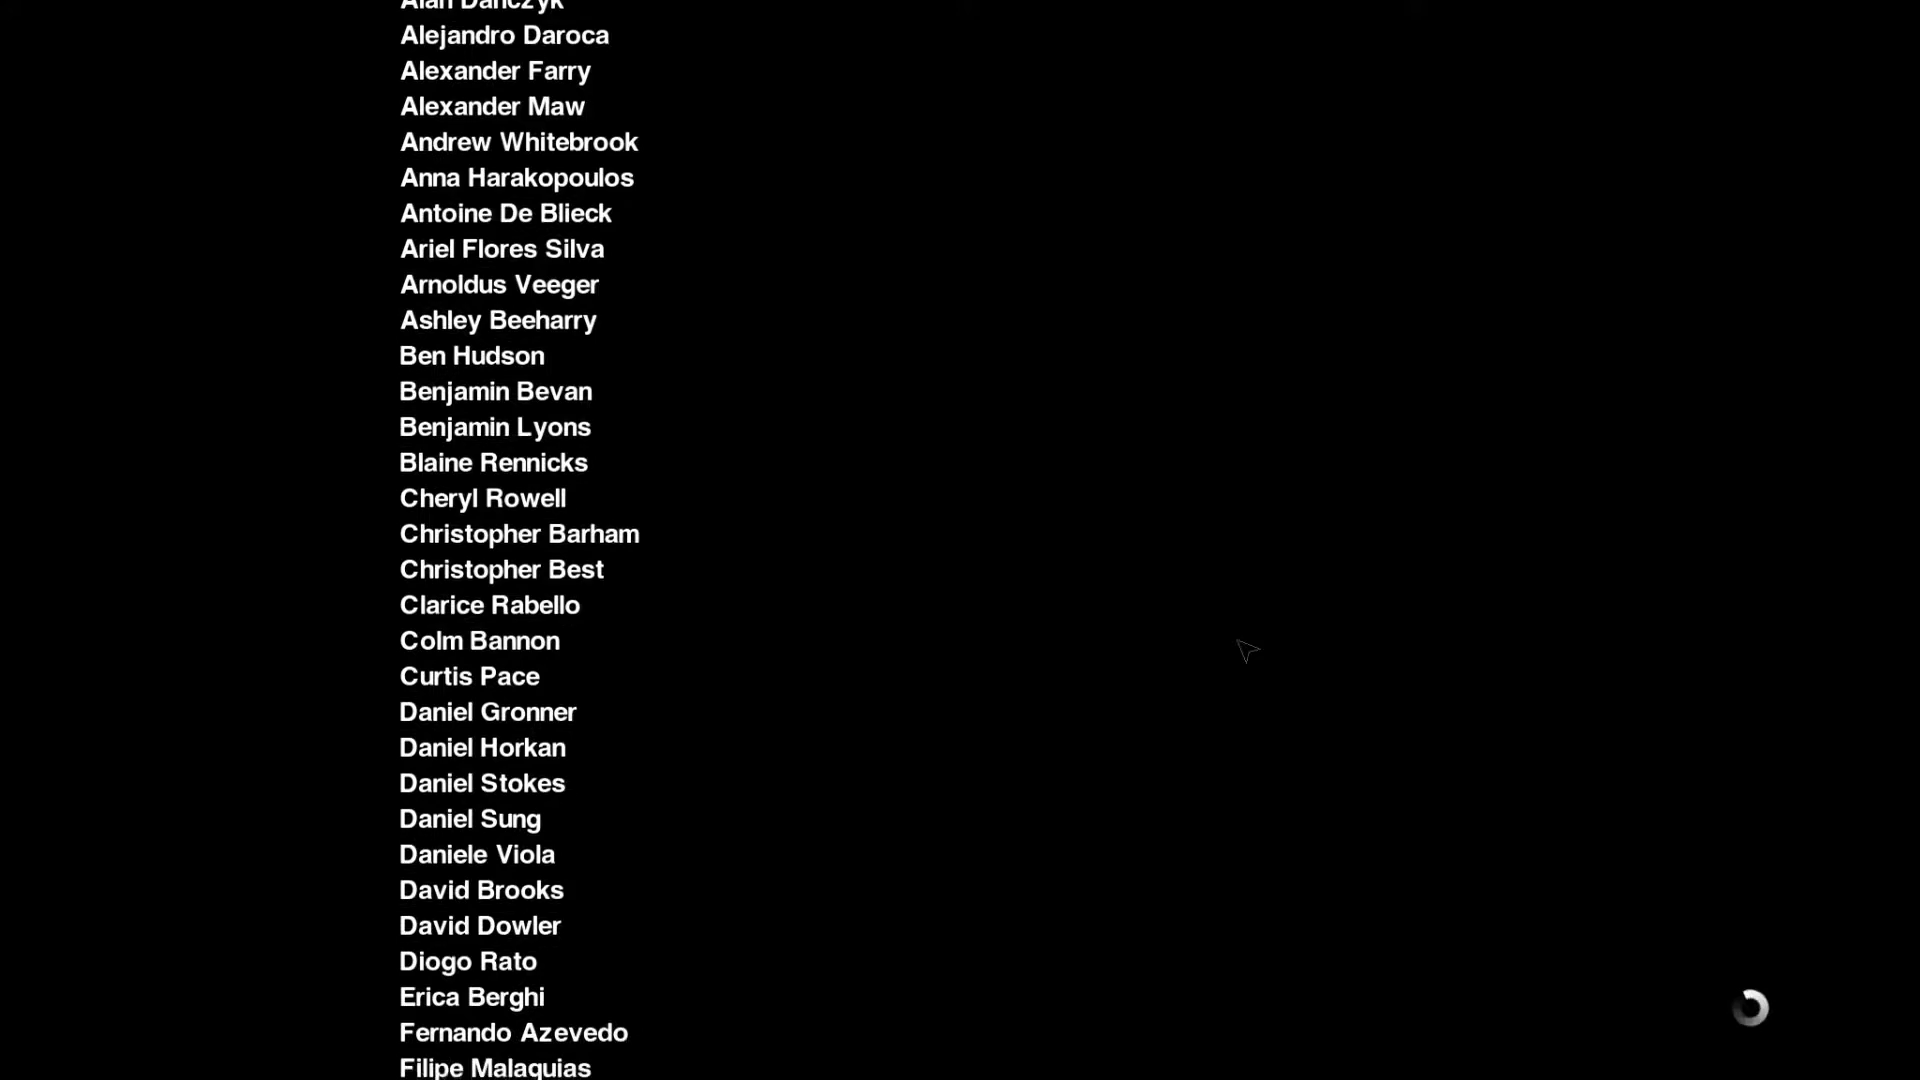 Alan Danczyk
Alejandro Daroca
Alexander Farry
Alexander Maw
Andrew Whitebrook
Anna Harakopoulos
Antoine De Blieck
Ariel Flores Silva
Arnoldus Veeger
Ashley Beeharry
Ben Hudson
Benjamin Bevan
Benjamin Lyons
Blaine Rennicks
Cheryl Rowell
Christopher Barham
Christopher Best
Clarice Rabello
Colm Bannon
Curtis Pace
Daniel Gronner
Daniel Horkan
Daniel Stokes
Daniel Sung
Daniele Viola
David Brooks
David Dowler
Diogo Rato
Erica Berghi
Fernando Azevedo
Filipe Malaquias